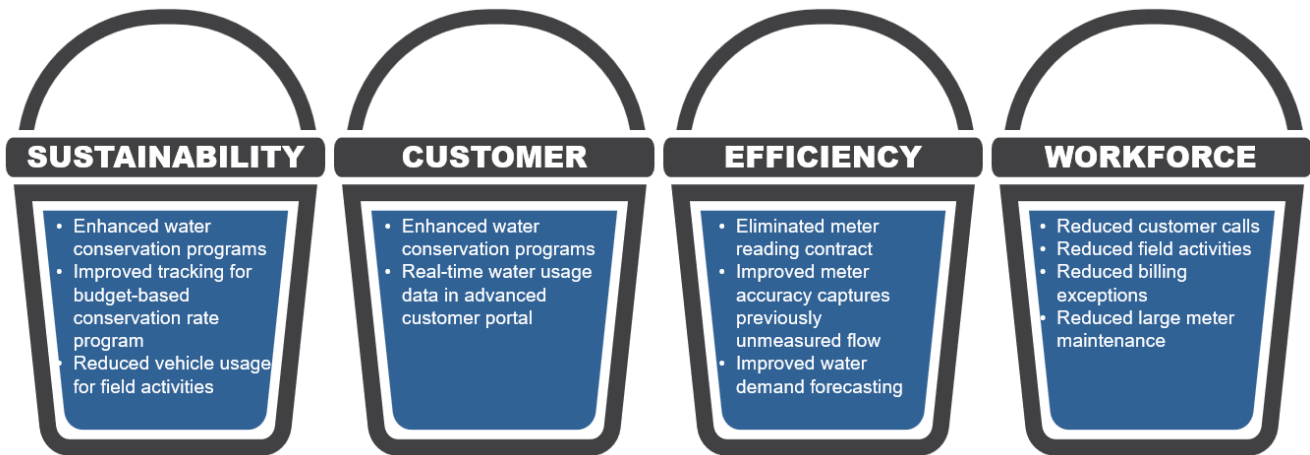 SUSTAINABILITY
• Enhanced water
conservation programs
• Improved tracking for
budget-based
conservation rate
program
• Reduced vehicle usage
for field activities
CUSTOMER
• Enhanced water
conservation programs
• Real-time water usage
data in advanced
customer portal
EFFICIENCY
• Eliminated meter
reading contract
• Improved meter
accuracy captures
previously
unmeasured flow
• Improved water
demand forecasting
WORKFORCE
• Reduced customer calls
• Reduced field activities
• Reduced billing
exceptions
• Reduced large meter
maintenance